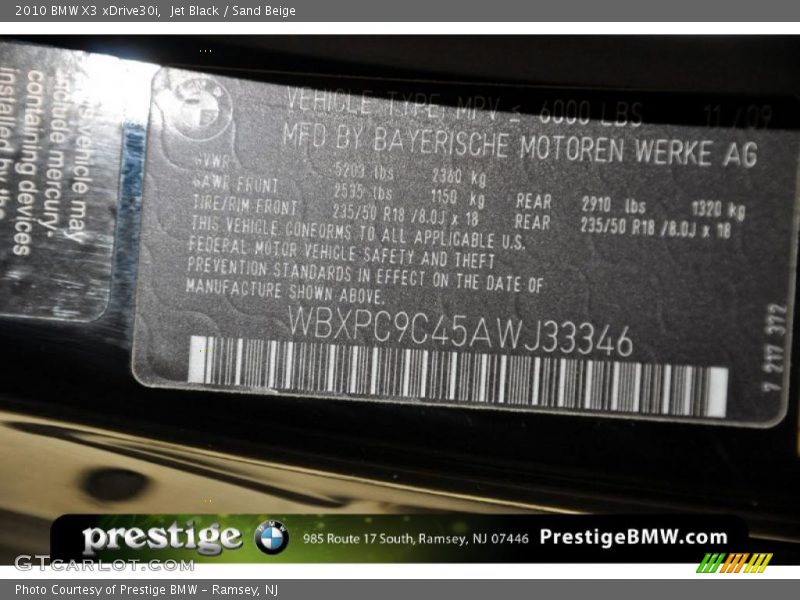 2010 BMW X3 xDrive30i, Jet Black / Sand Beige
this vehicle may
include mercury.
containing devices
installed by the
VEHICLE TYPE MPV ≤ 6000 LBS 11/09
MFD BY BAYERISCHE MOTOREN WERKE AG
GVWR 5203 lbs 2360 kg
GAWR FRONT 2535 lbs 1150 kg REAR 2910 lbs 1320 kg
TIRE/RIM FRONT 235/50 R18 /8.0J x 18 REAR 235/50 R18 /8.0J x 18
THIS VEHICLE CONFORMS TO ALL APPLICABLE U.S.
FEDERAL MOTOR VEHICLE SAFETY AND THEFT
PREVENTION STANDARDS IN EFFECT ON THE DATE OF
MANUFACTURE SHOWN ABOVE.
WBXPC9C45AWJ33346
7 217 372
prestige BMW 985 Route 17 South, Ramsey, NJ 07446 PrestigeBMW.com
GTCarLot.com
Photo Courtesy of Prestige BMW - Ramsey, NJ